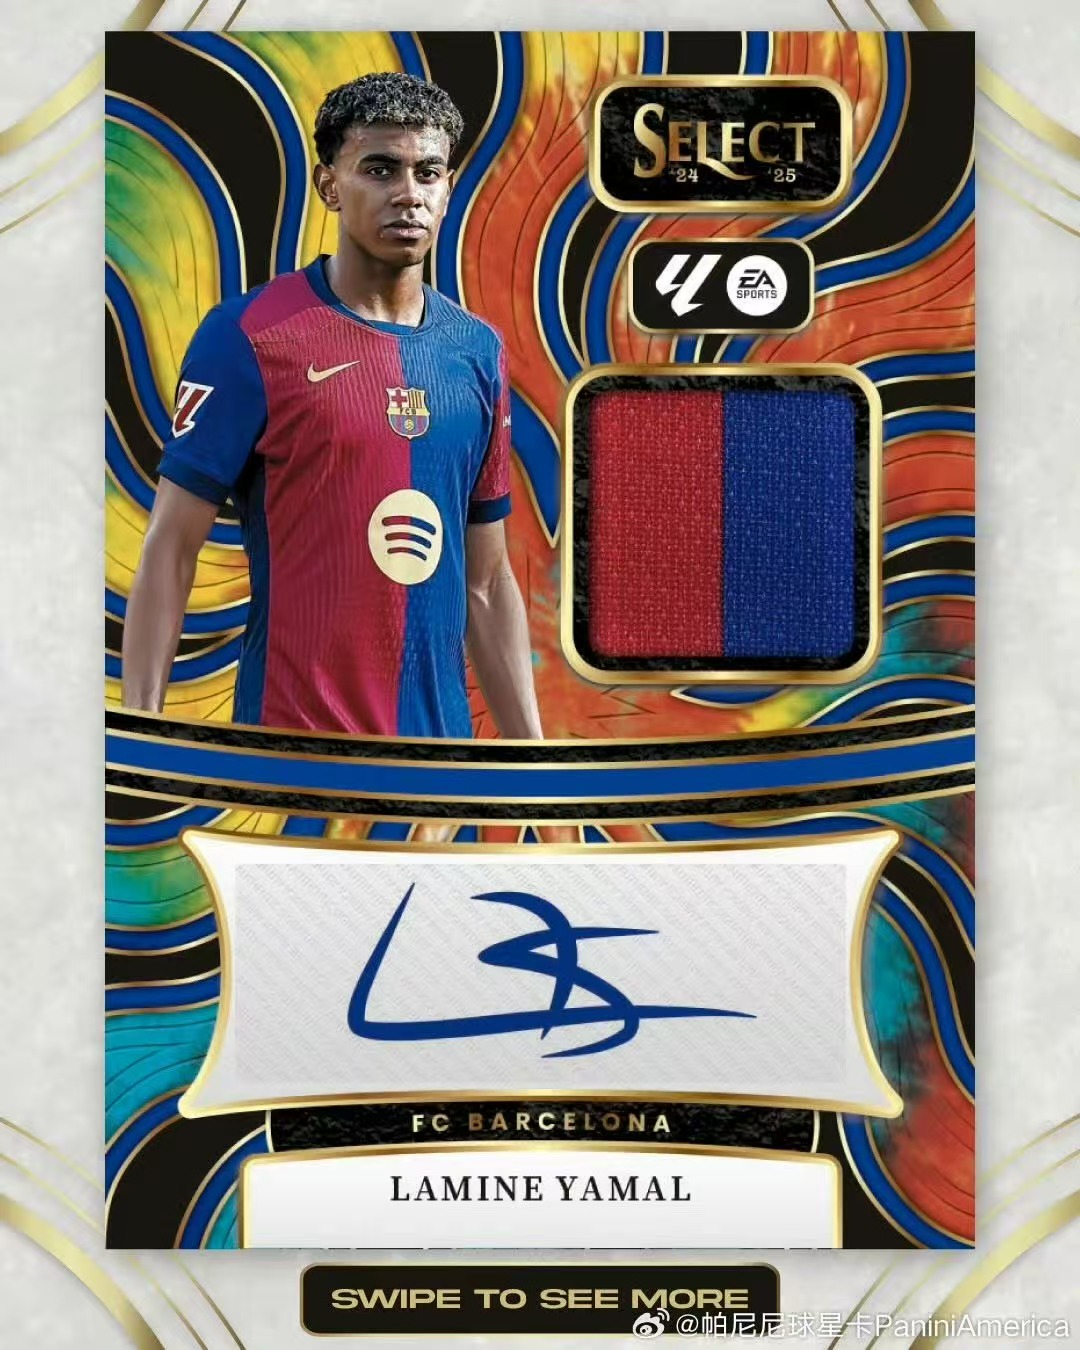 SELECT
'24 '25
EA
SPORTS
FCB
FC BARCELONA
LAMINE YAMAL
SWIPE TO SEE MORE
@帕尼尼球星卡PaniniAmerica